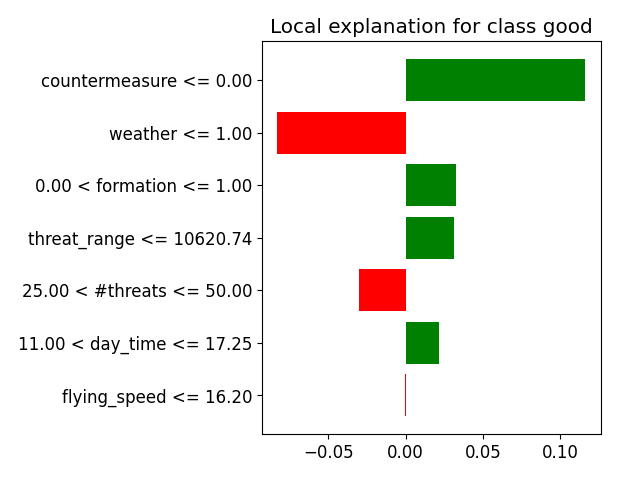 Local explanation for class good
countermeasure <= 0.00
weather <= 1.00
0.00 < formation <= 1.00
threat_range <= 10620.74
25.00 < #threats <= 50.00
11.00 < day_time <= 17.25
flying_speed <= 16.20
−0.05 0.00 0.05 0.10